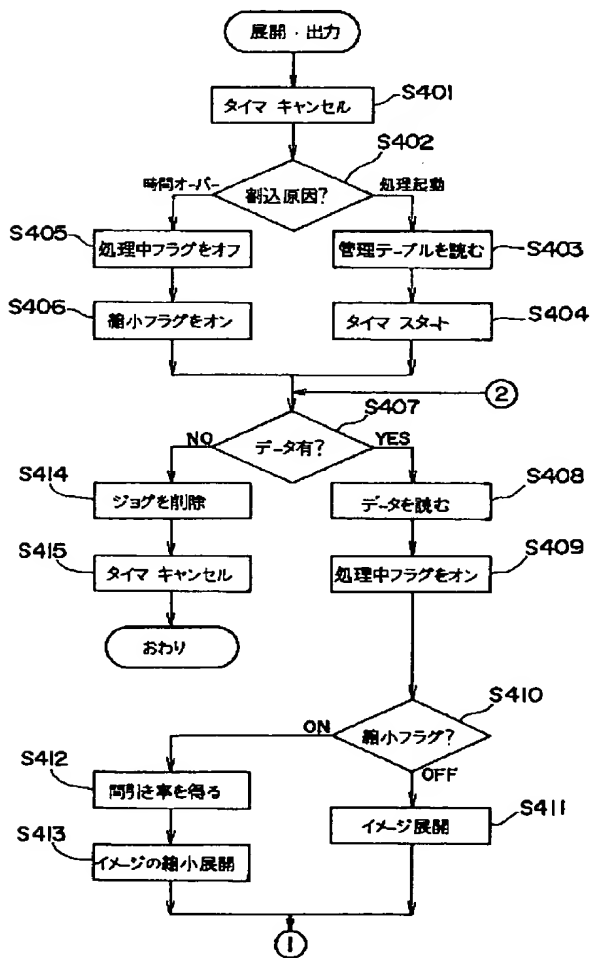 展開・出力
S401
タイマ キャンセル
S402
割込原因?
時間オーバー
処理起動
S405
処理中フラグをオフ
管理テーブルを読む
S403
S406
縮小フラグをオン
タイマ スタート
S404
②
S407
データ有?
NO
YES
S414
ジョグを削除
データを読む
S408
S415
タイマ キャンセル
処理中フラグをオン
S409
おわり
S410
縮小フラグ?
ON
OFF
S412
間引き率を得る
イメージ展開
S411
S413
イメージの縮小展開
①